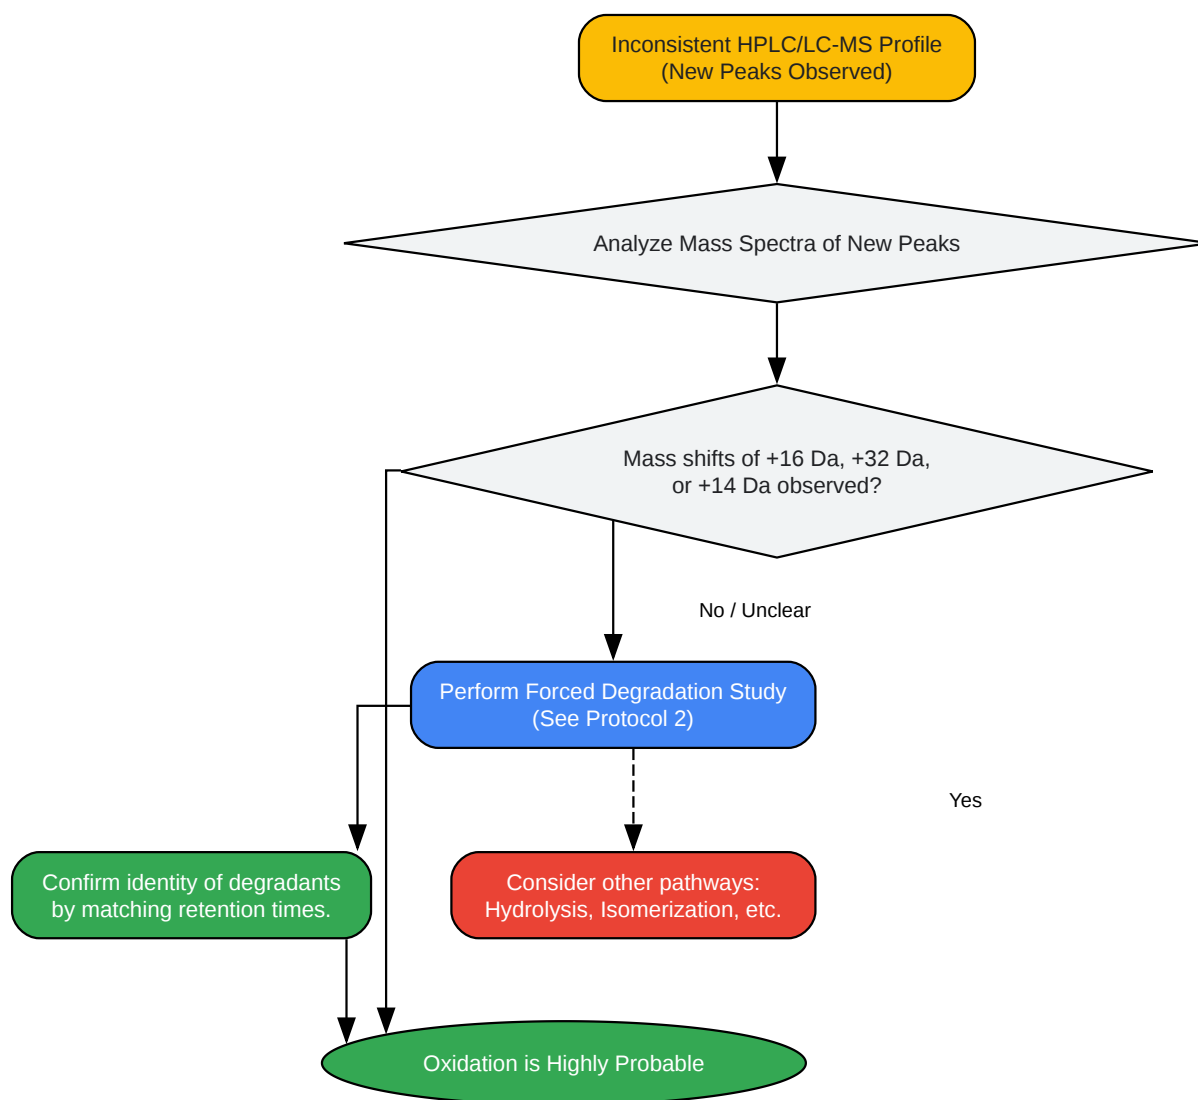 Inconsistent HPLC/LC-MS Profile
(New Peaks Observed)
Analyze Mass Spectra of New Peaks
Mass shifts of +16 Da, +32 Da,
or +14 Da observed?
No / Unclear
Perform Forced Degradation Study
(See Protocol 2)
Yes
Confirm identity of degradants
by matching retention times.
Consider other pathways:
Hydrolysis, Isomerization, etc.
Oxidation is Highly Probable